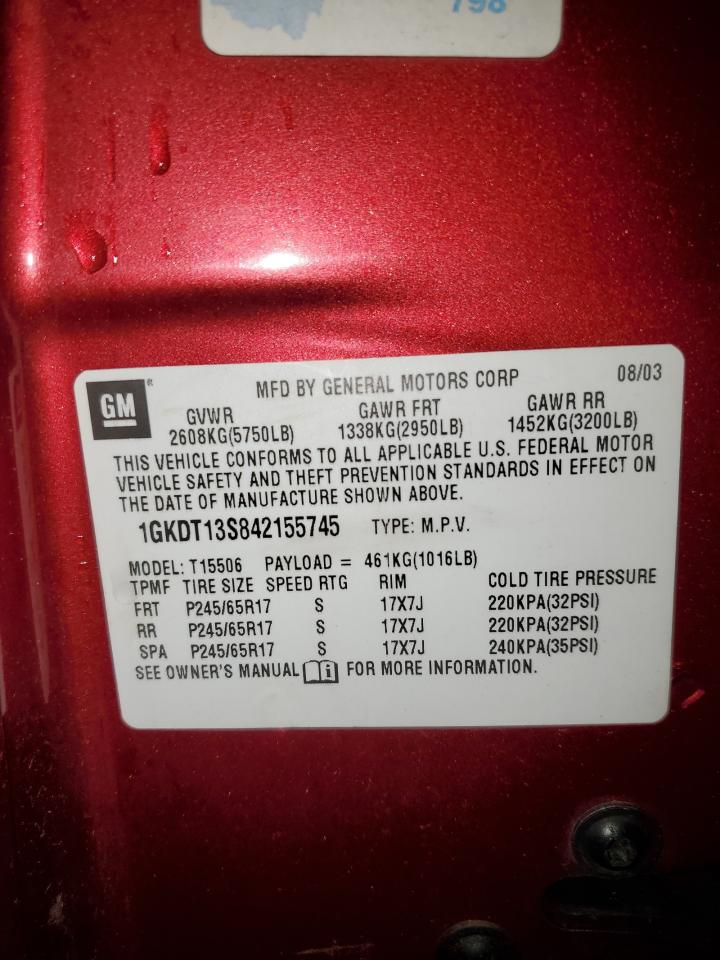 798
GM ®
MFD BY GENERAL MOTORS CORP 08/03
GVWR GAWR FRT GAWR RR
2608KG(5750LB) 1338KG(2950LB) 1452KG(3200LB)
THIS VEHICLE CONFORMS TO ALL APPLICABLE U.S. FEDERAL MOTOR
VEHICLE SAFETY AND THEFT PREVENTION STANDARDS IN EFFECT ON
THE DATE OF MANUFACTURE SHOWN ABOVE.
1GKDT13S842155745 TYPE: M.P.V.
MODEL: T15506 PAYLOAD = 461KG(1016LB)
TPMF TIRE SIZE SPEED RTG RIM COLD TIRE PRESSURE
FRT P245/65R17 S 17X7J 220KPA(32PSI)
RR P245/65R17 S 17X7J 220KPA(32PSI)
SPA P245/65R17 S 17X7J 240KPA(35PSI)
SEE OWNER'S MANUAL i FOR MORE INFORMATION.